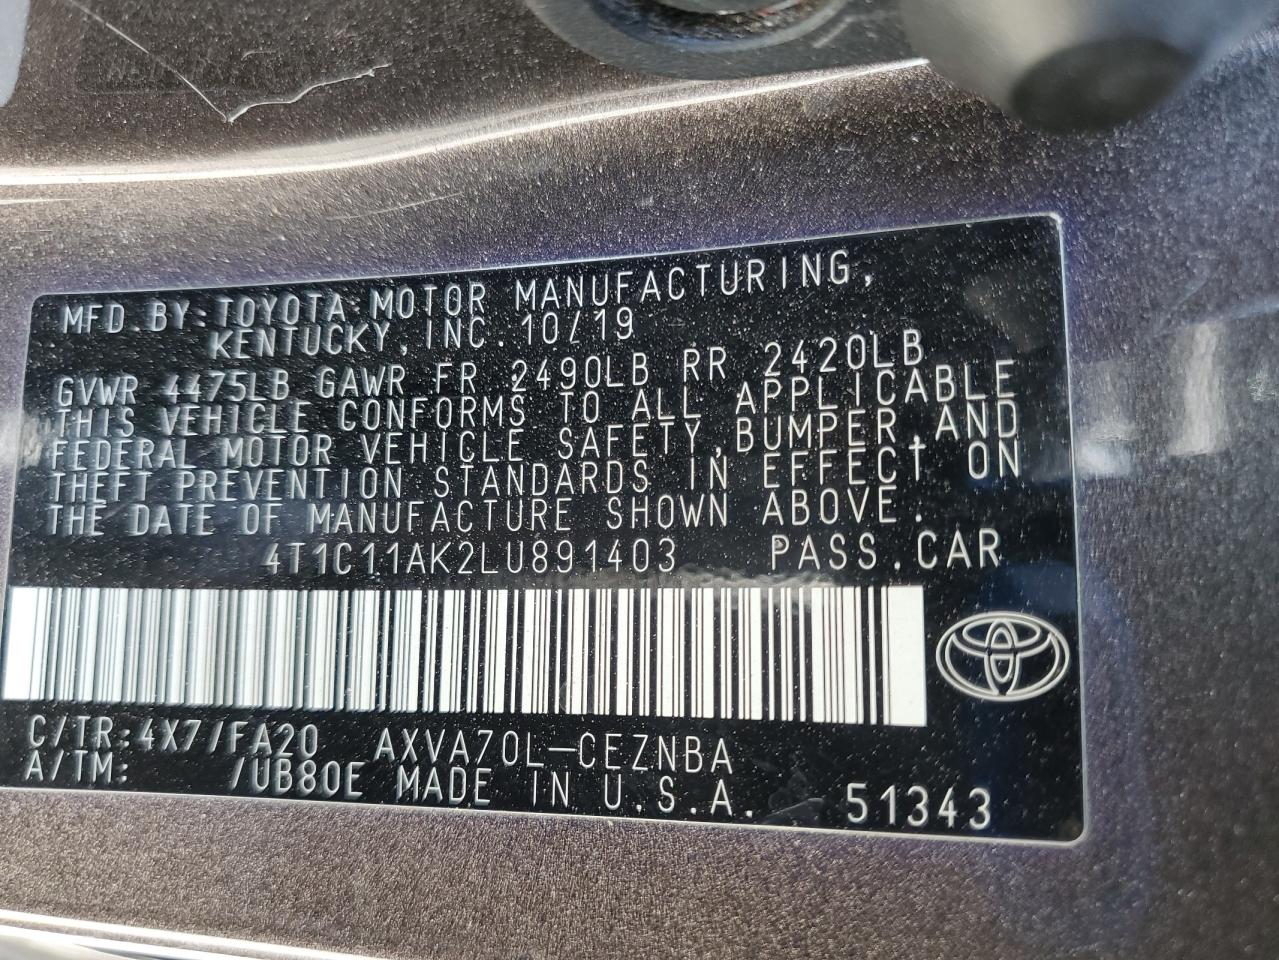 MFD.BY:TOYOTA MOTOR MANUFACTURING,
KENTUCKY, INC. 10/19
GVWR 4475LB GAWR FR 2490LB RR 2420LB
THIS VEHICLE CONFORMS TO ALL APPLICABLE
FEDERAL MOTOR VEHICLE SAFETY, BUMPER, AND
THEFT PREVENTION STANDARDS IN EFFECT ON
THE DATE OF MANUFACTURE SHOWN ABOVE.
4T1C11AK2LU891403 PASS.CAR
C/TR:4X7/FA20 AXVA70L-CEZNBA
A/TM: /UB80E MADE IN U.S.A. 51343